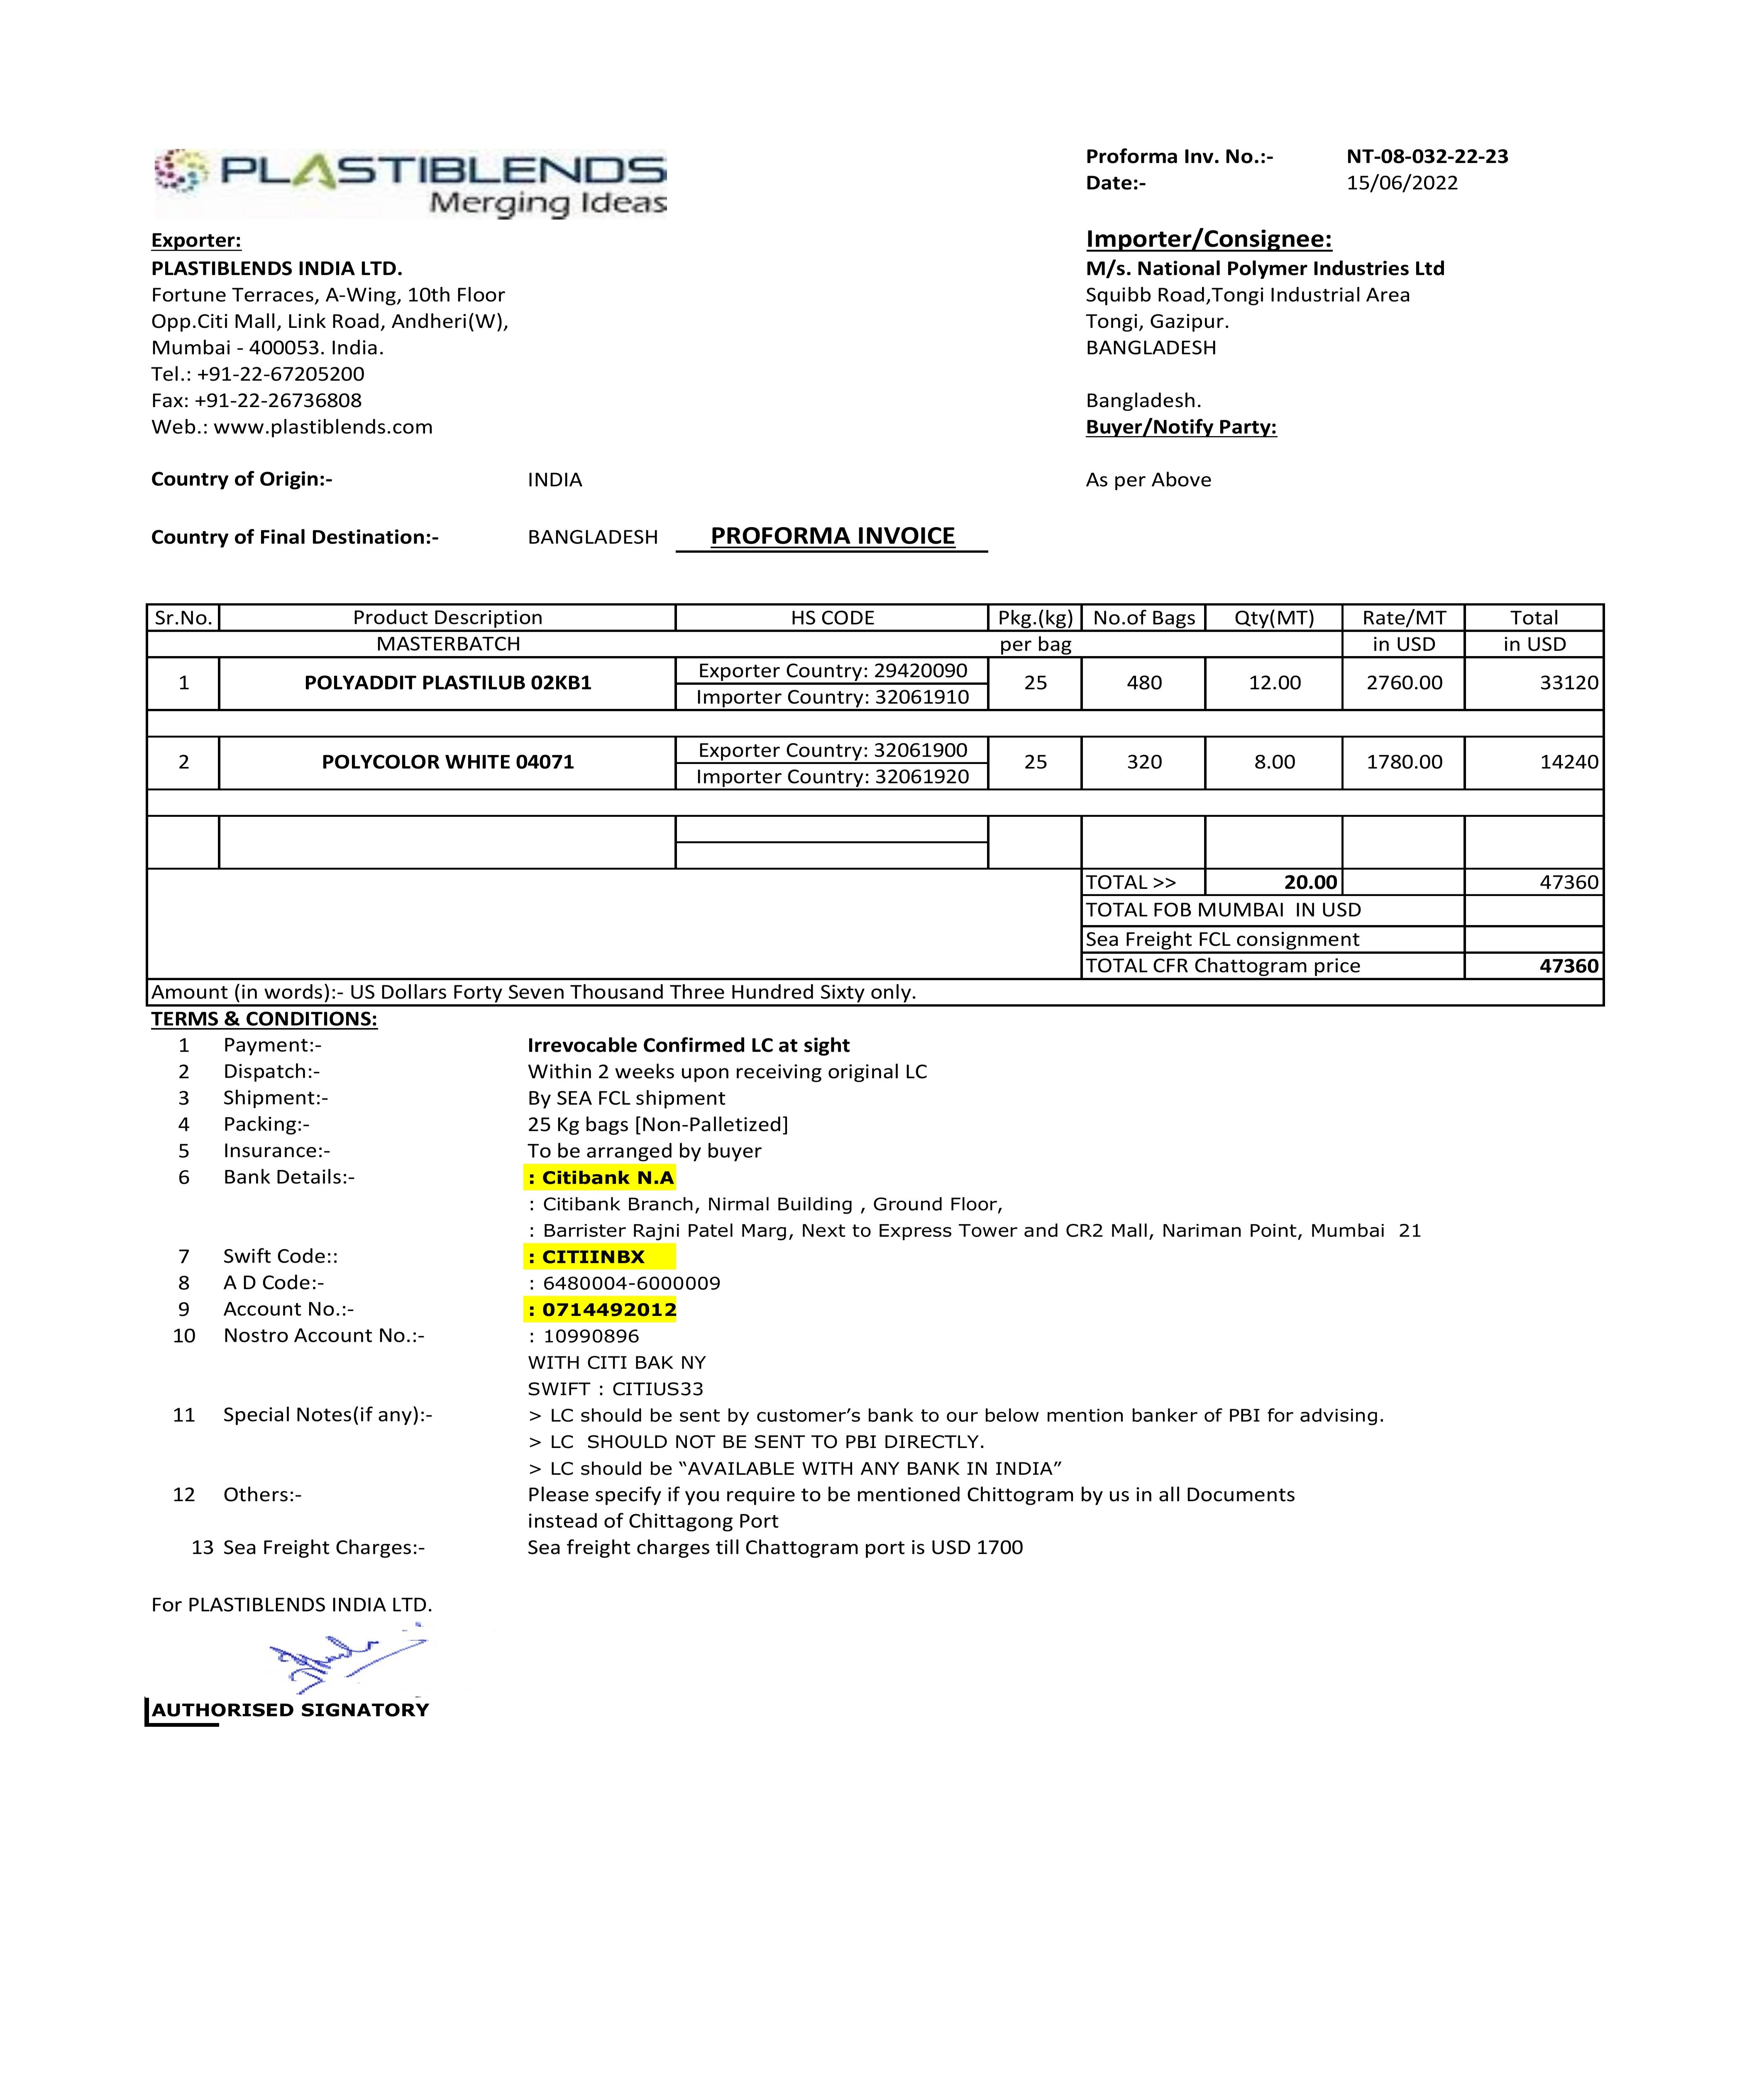 PLASTIBLENDS
Merging Ideas
Proforma Inv. No.:- NT-08-032-22-23
Date:- 15/06/2022
Exporter:
PLASTIBLENDS INDIA LTD.
Fortune Terraces, A-Wing, 10th Floor
Opp.Citi Mall, Link Road, Andheri(W),
Mumbai - 400053. India.
Tel.: +91-22-67205200
Fax: +91-22-26736808
Web.: www.plastiblends.com
Importer/Consignee:
M/s. National Polymer Industries Ltd
Squibb Road,Tongi Industrial Area
Tongi, Gazipur.
BANGLADESH
Bangladesh.
Buyer/Notify Party:
Country of Origin:- INDIA
As per Above
Country of Final Destination:- BANGLADESH
PROFORMA INVOICE
Sr.No. Product Description HS CODE Pkg.(kg) No.of Bags Qty(MT) Rate/MT Total
MASTERBATCH per bag in USD in USD
1 POLYADDIT PLASTILUB 02KB1 Exporter Country: 29420090 25 480 12.00 2760.00 33120
Importer Country: 32061910
2 POLYCOLOR WHITE 04071 Exporter Country: 32061900 25 320 8.00 1780.00 14240
Importer Country: 32061920
TOTAL >> 20.00 47360
TOTAL FOB MUMBAI IN USD
Sea Freight FCL consignment
TOTAL CFR Chattogram price 47360
Amount (in words):- US Dollars Forty Seven Thousand Three Hundred Sixty only.
TERMS & CONDITIONS:
1 Payment:- Irrevocable Confirmed LC at sight
2 Dispatch:- Within 2 weeks upon receiving original LC
3 Shipment:- By SEA FCL shipment
4 Packing:- 25 Kg bags [Non-Palletized]
5 Insurance:- To be arranged by buyer
6 Bank Details:- : Citibank N.A
: Citibank Branch, Nirmal Building , Ground Floor,
: Barrister Rajni Patel Marg, Next to Express Tower and CR2 Mall, Nariman Point, Mumbai 21
7 Swift Code:: : CITIINBX
8 A D Code:- : 6480004-6000009
9 Account No.:- : 0714492012
10 Nostro Account No.:- : 10990896
WITH CITI BAK NY
SWIFT : CITIUS33
11 Special Notes(if any):- > LC should be sent by customer’s bank to our below mention banker of PBI for advising.
> LC SHOULD NOT BE SENT TO PBI DIRECTLY.
> LC should be “AVAILABLE WITH ANY BANK IN INDIA”
12 Others:- Please specify if you require to be mentioned Chittogram by us in all Documents
instead of Chittagong Port
13 Sea Freight Charges:- Sea freight charges till Chattogram port is USD 1700
For PLASTIBLENDS INDIA LTD.
AUTHORISED SIGNATORY